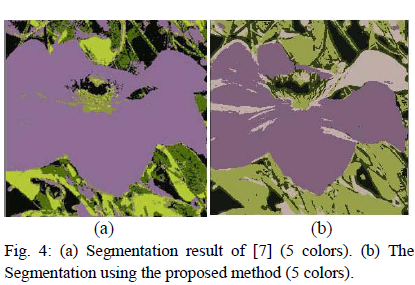 (a) (b)
Fig. 4: (a) Segmentation result of [7] (5 colors). (b) The
Segmentation using the proposed method (5 colors).